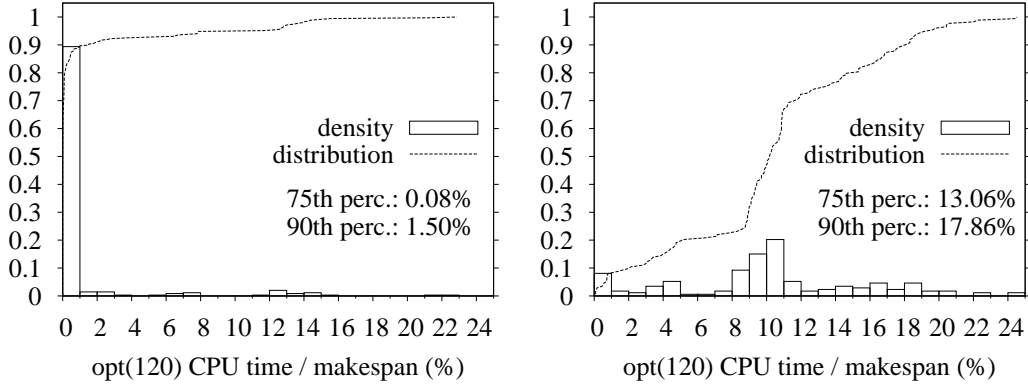 1
0.9
0.8
0.7
0.6
0.5
0.4
0.3
0.2
0.1
0
density
distribution
75th perc.: 0.08%
90th perc.: 1.50%
0 2 4 6 8 10 12 14 16 18 20 22 24
opt(120) CPU time / makespan (%)
1
0.9
0.8
0.7
0.6
0.5
0.4
0.3
0.2
0.1
0
density
distribution
75th perc.: 13.06%
90th perc.: 17.86%
0 2 4 6 8 10 12 14 16 18 20 22 24
opt(120) CPU time / makespan (%)